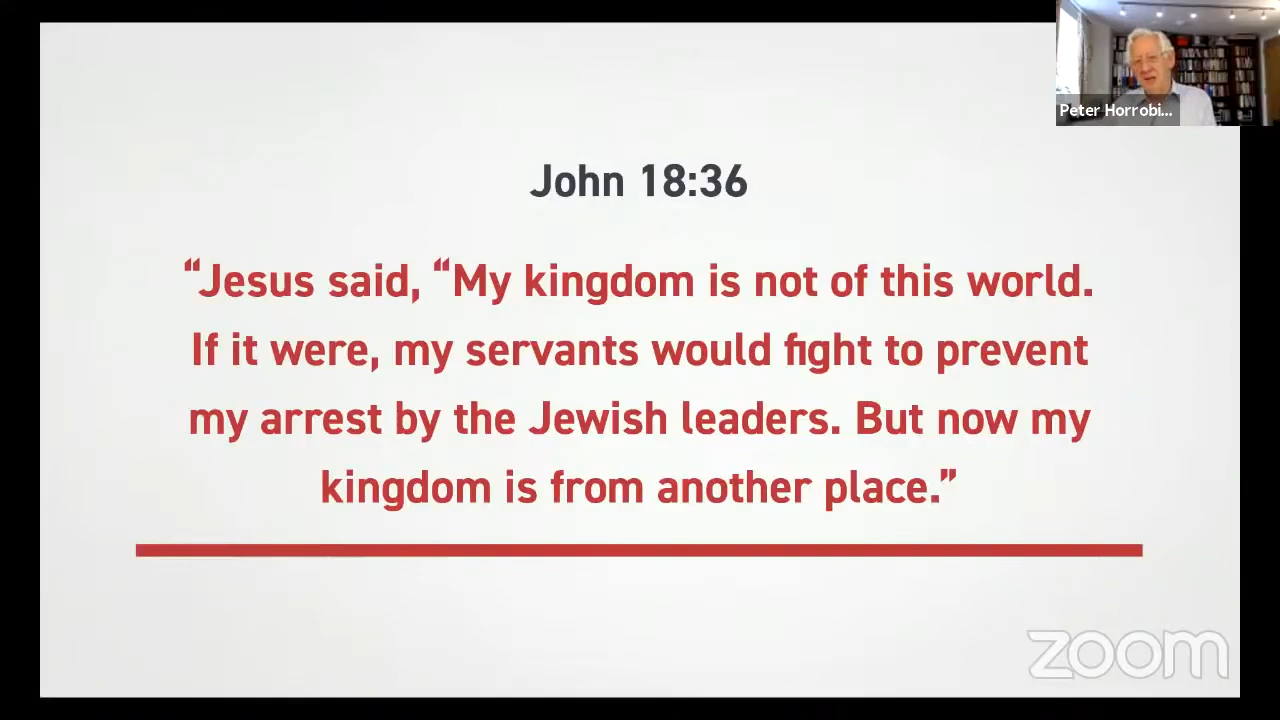 Peter Horrobi...
John 18:36
“Jesus said, “My kingdom is not of this world.
If it were, my servants would fight to prevent
my arrest by the Jewish leaders. But now my
kingdom is from another place.”
zoom